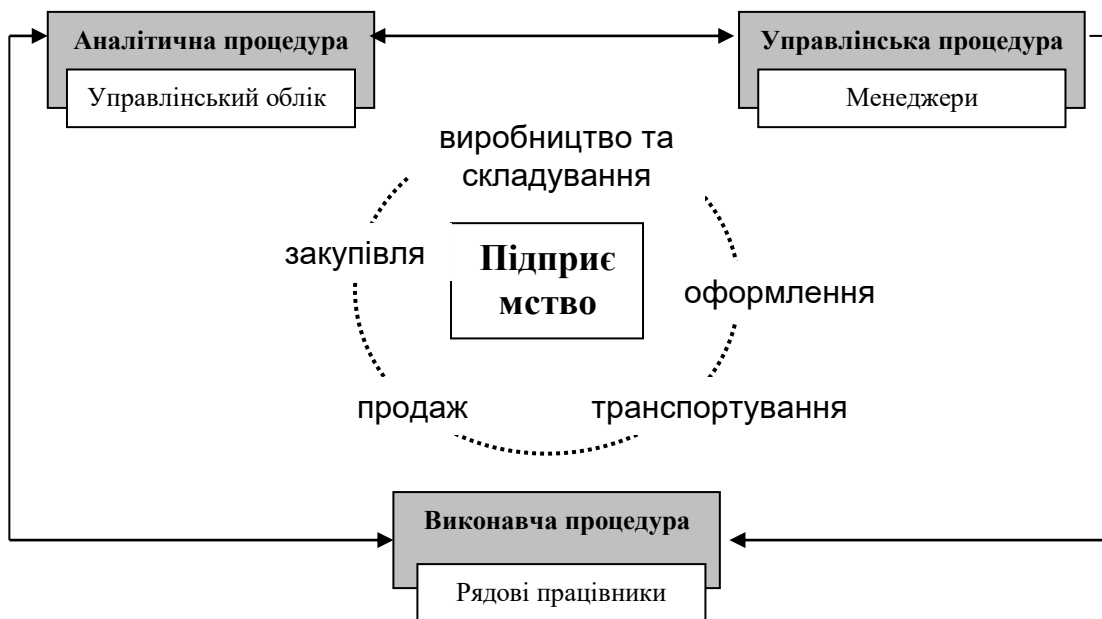 Аналітична процедура
Управлінська процедура
Управлінський облік
Менеджери
виробництво та
складування
закупівля
Підприє
мство
оформлення
продаж
транспортування
Виконавча процедура
Рядові працівники